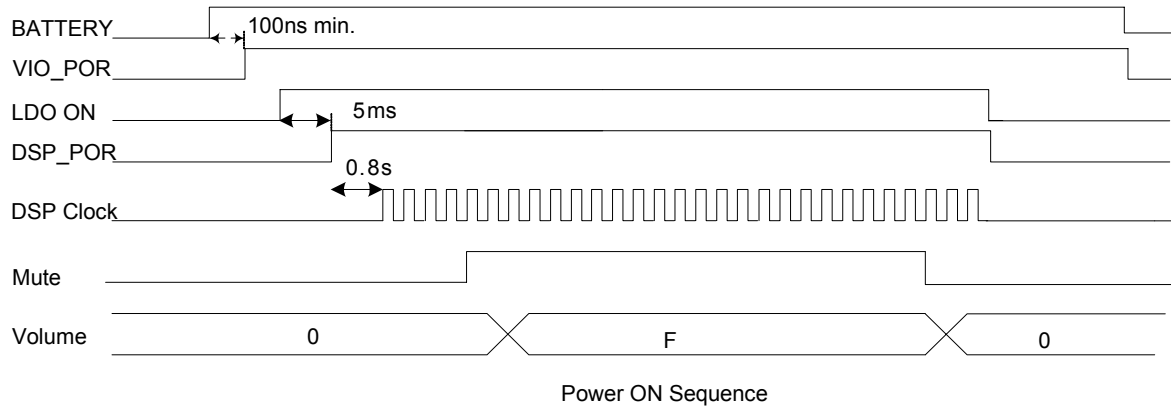 BATTERY
100ns min.
VIO_POR
LDO ON
5ms
DSP_POR
0.8s
DSP Clock
Mute
Volume
0
F
0
Power ON Sequence